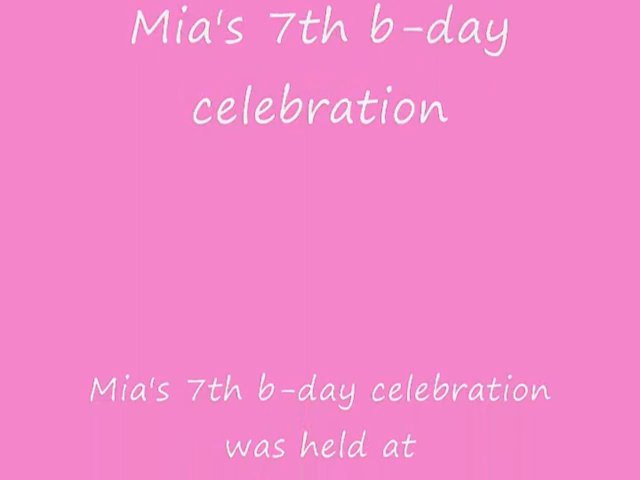 Mia's 7th b-day
celebration
Mia's 7th b-day celebration
was held at